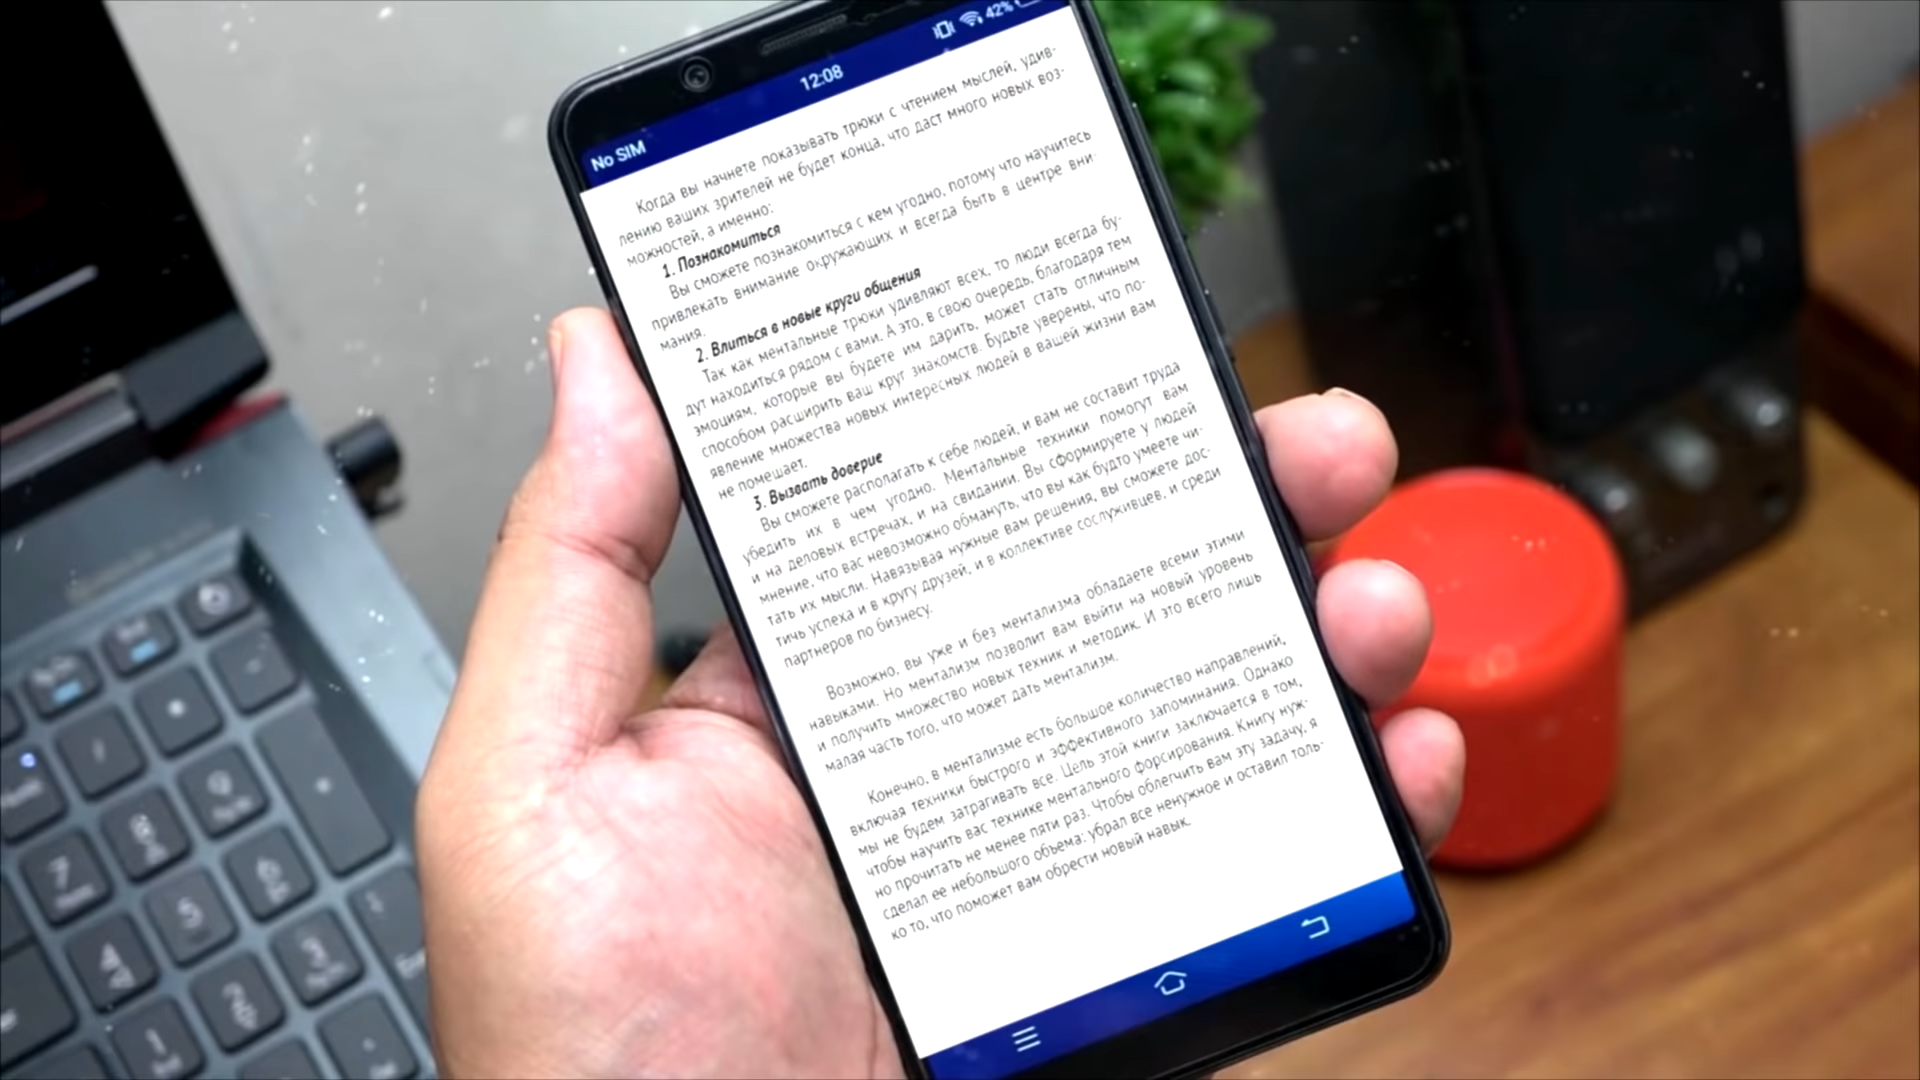 42%
12:08
No SIM
Когда вы начнете показывать трюки с чтением мыслей, удив-
лению ваших зрителей не будет конца, что даст много новых воз-
можностей, а именно:
1. Познакомиться
Вы сможете познакомиться с кем угодно, потому что научитесь
привлекать внимание окружающих и всегда быть в центре вни-
мания.
2. Влиться в новые круги общения
Так как ментальные трюки удивляют всех, то люди всегда бу-
дут находиться рядом с вами. А это, в свою очередь, благодаря тем
эмоциям, которые вы будете им дарить, может стать отличным
способом расширить ваш круг знакомств. Будьте уверены, что по-
явление множества новых интересных людей в вашей жизни вам
не помешает.
3. Вызвать доверие
Вы сможете располагать к себе людей, и вам не составит труда
убедить их в чем угодно. Ментальные техники помогут вам
и на деловых встречах, и на свидании. Вы сформируете у людей
мнение, что вас невозможно обмануть, что вы как будто умеете чи-
тать их мысли. Навязывая нужные вам решения, вы сможете дос-
тичь успеха и в кругу друзей, и в коллективе сослуживцев, и среди
партнеров по бизнесу.
Возможно, вы уже и без ментализма обладаете всеми этими
навыками. Но ментализм позволит вам выйти на новый уровень
и получить множество новых техник и методик. И это всего лишь
малая часть того, что может дать ментализм.
Конечно, в ментализме есть большое количество направлений,
включая техники быстрого и эффективного запоминания. Однако
мы не будем затрагивать все. Цель этой книги заключается в том,
чтобы научить вас технике ментального форсирования. Книгу нуж-
но прочитать не менее пяти раз. Чтобы облегчить вам эту задачу, я
сделал ее небольшого объема: убрал все ненужное и оставил толь-
ко то, что поможет вам обрести новый навык.